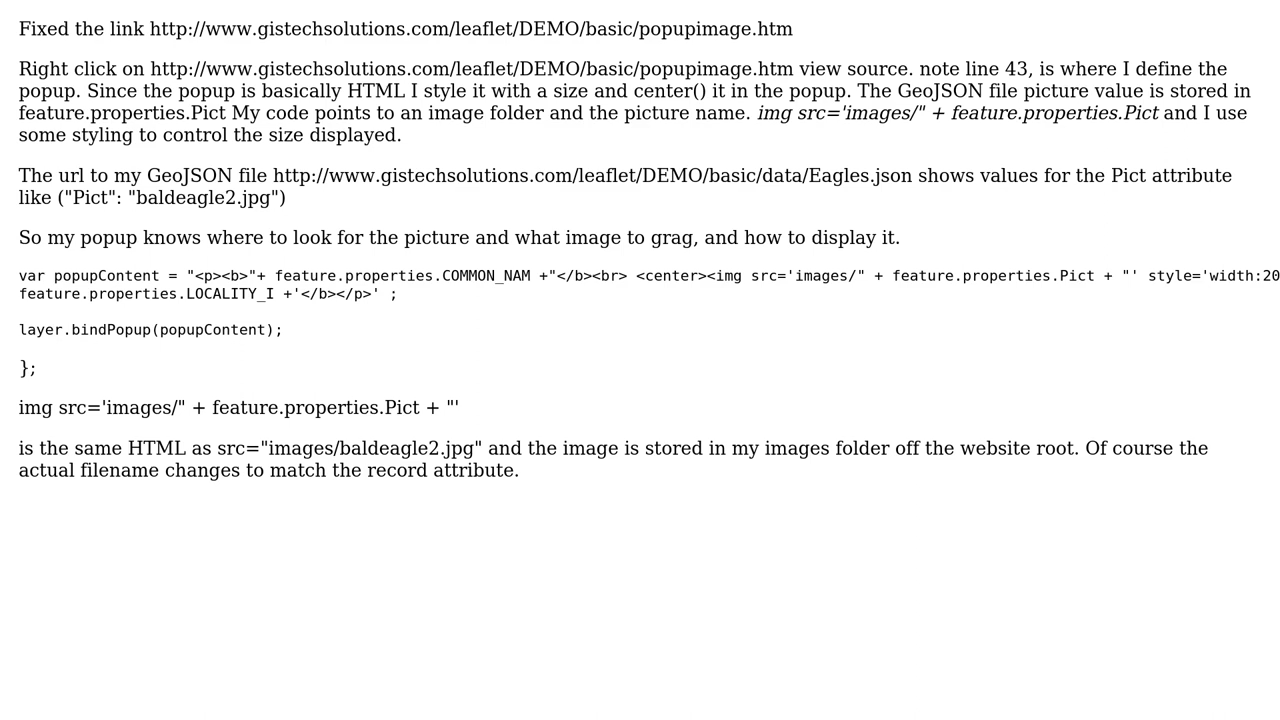 Fixed the link http://www.gistechsolutions.com/leaflet/DEMO/basic/popupimage.htm
Right click on http://www.gistechsolutions.com/leaflet/DEMO/basic/popupimage.htm view source. note line 43, is where I define the
popup. Since the popup is basically HTML I style it with a size and center() it in the popup. The GeoJSON file picture value is stored in
feature.properties.Pict My code points to an image folder and the picture name. img src='images/" + feature.properties.Pict and I use
some styling to control the size displayed.
The url to my GeoJSON file http://www.gistechsolutions.com/leaflet/DEMO/basic/data/Eagles.json shows values for the Pict attribute
like ("Pict": "baldeagle2.jpg")
So my popup knows where to look for the picture and what image to grag, and how to display it.
var popupContent = "<p><b>"+ feature.properties.COMMON_NAM +"</b><br> <center><img src='images/" + feature.properties.Pict + "' style='width:20
feature.properties.LOCALITY_I +'</b></p>' ;
layer.bindPopup(popupContent);
};
img src='images/" + feature.properties.Pict + "'
is the same HTML as src="images/baldeagle2.jpg" and the image is stored in my images folder off the website root. Of course the
actual filename changes to match the record attribute.